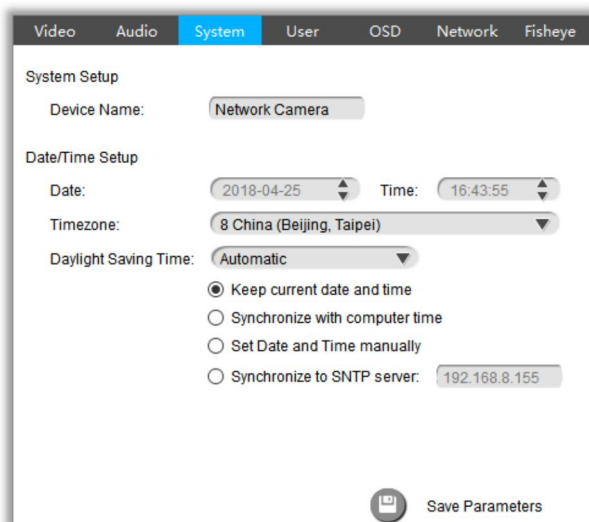 Video Audio System User OSD Network Fisheye
System Setup
Device Name: Network Camera
Date/Time Setup
Date: 2018-04-25 Time: 16:43:55
Timezone: 8 China (Beijing, Taipei)
Daylight Saving Time: Automatic
Keep current date and time
Synchronize with computer time
Set Date and Time manually
Synchronize to SNTP server: 192.168.8.155
Save Parameters